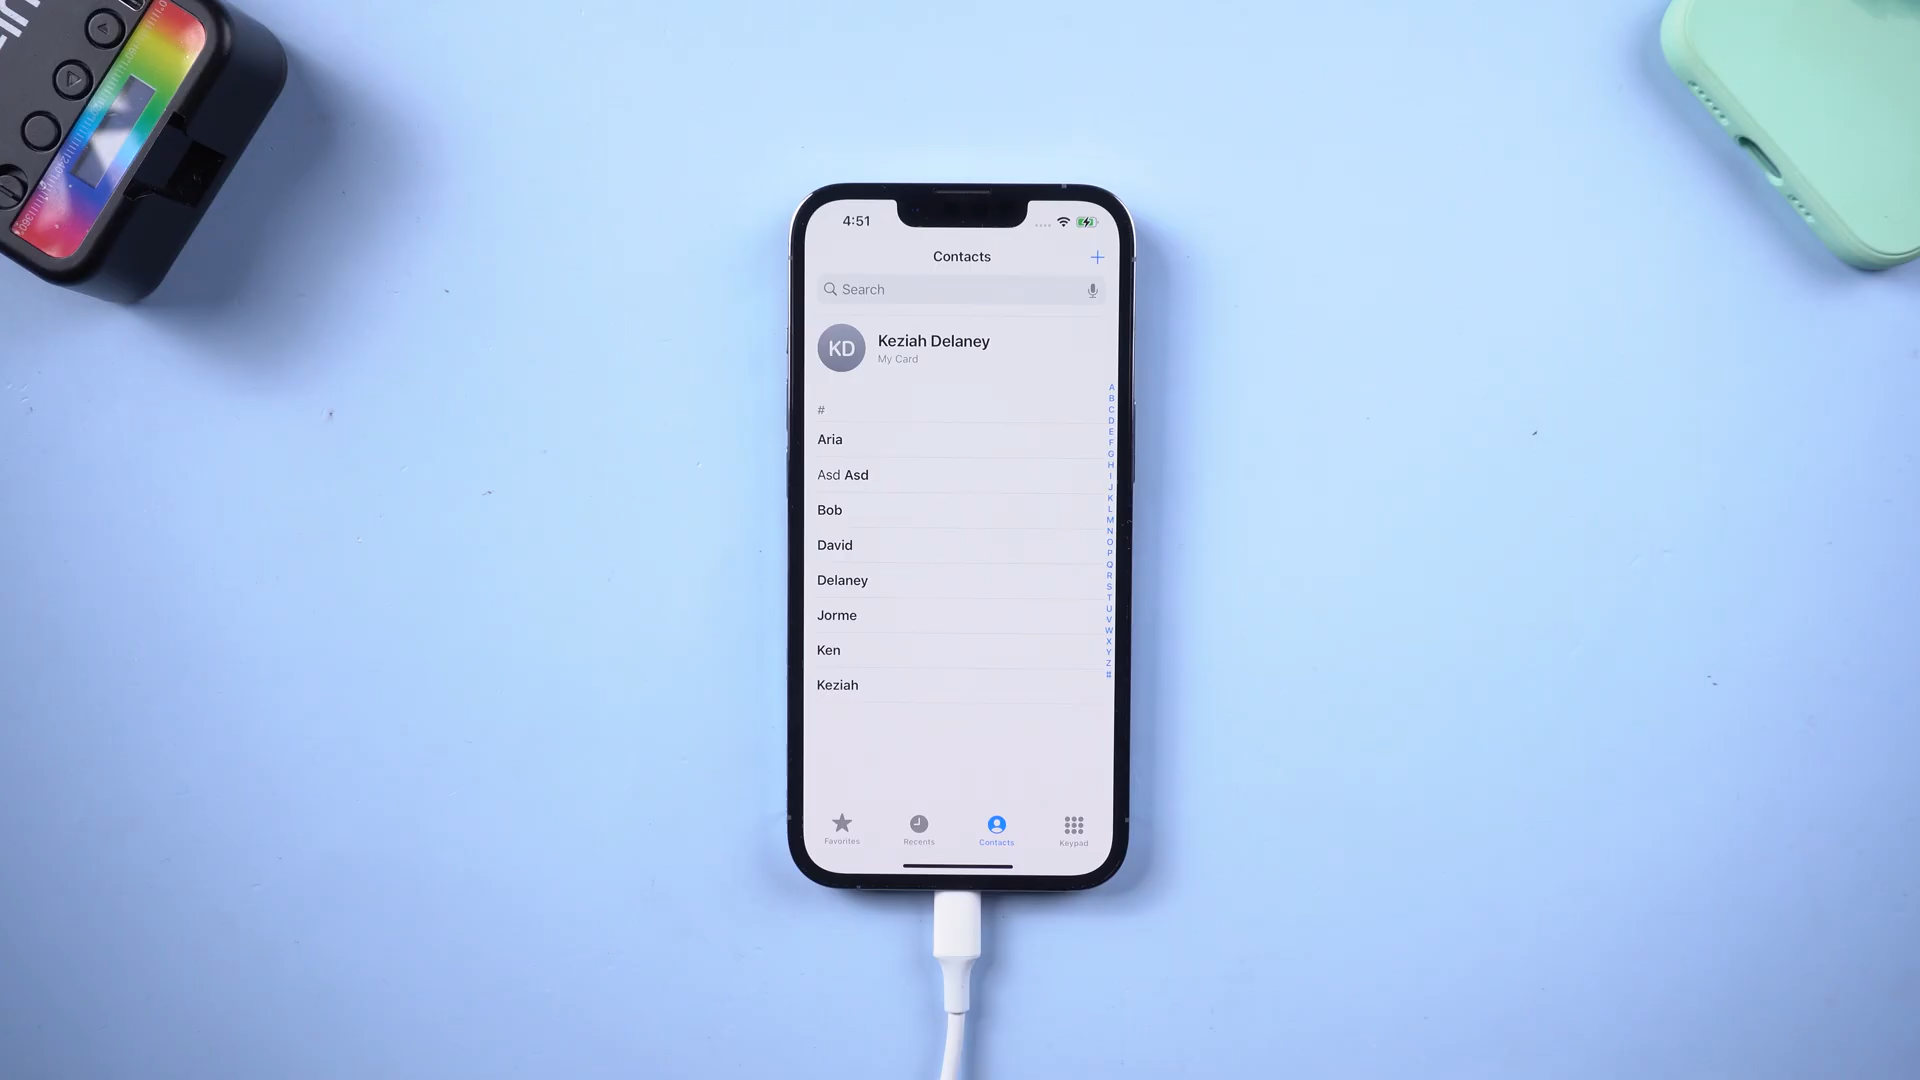 4:51
Contacts
+
Search
KD
Keziah Delaney
My Card
#
Aria
Asd Asd
Bob
David
Delaney
Jorme
Ken
Keziah
A
B
C
D
E
F
G
H
I
J
K
L
M
N
O
P
Q
R
S
T
U
V
W
X
Y
Z
#
Favorites
Recents
Contacts
Keypad